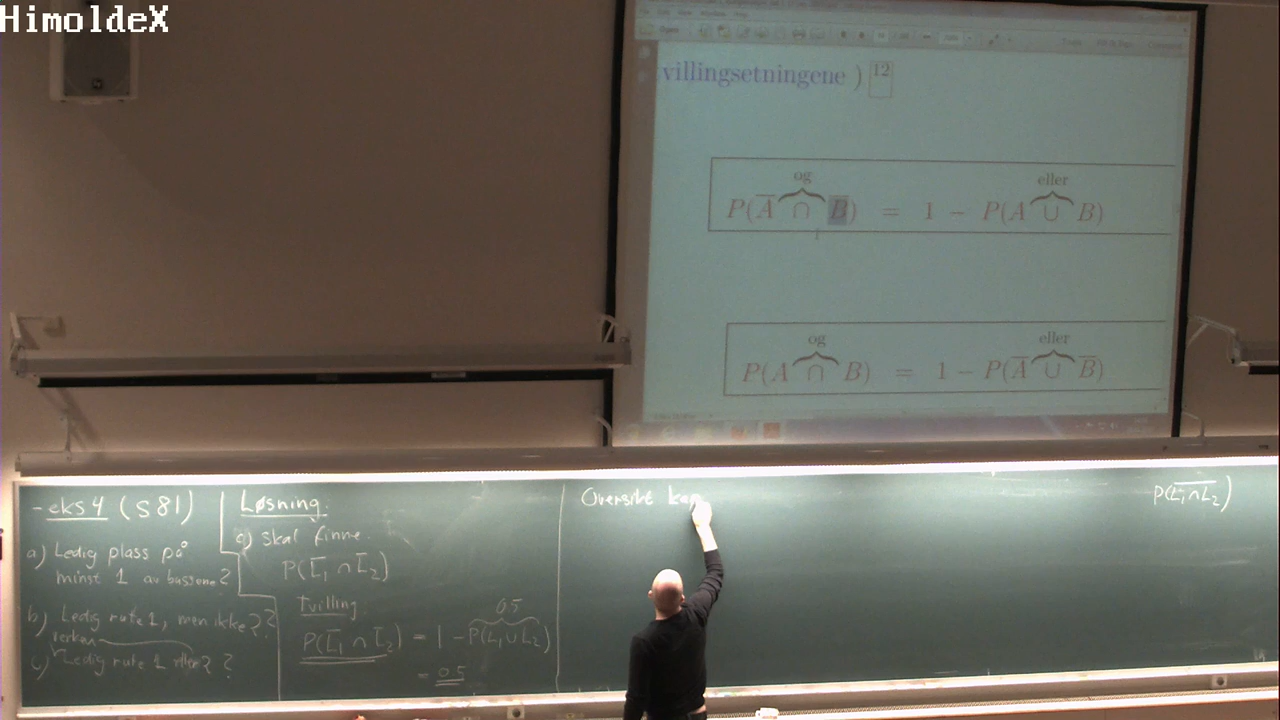 HimoldeX
villingsetningene ) 12
og
eller
P(A̅ ∩ B̅) = 1 − P(A ∪ B)
og
eller
P(A ∩ B) = 1 − P(A̅ ∪ B̅)
- eks 4 (s 81)
a) Ledig plass på
minst 1 av bussene?
b) Ledig rute 1, men ikke 2?
verken
c) Ledig rute 1 eller 2?
Løsning.
c) skal finne.
P(L̅₁ ∩ L̅₂)
Tvilling.
0.5
P(L̅₁ ∩ L̅₂) = 1 − P(L₁ ∪ L₂)
= 0.5
Oversikt
P(L̅₁ ∩ L̅₂)